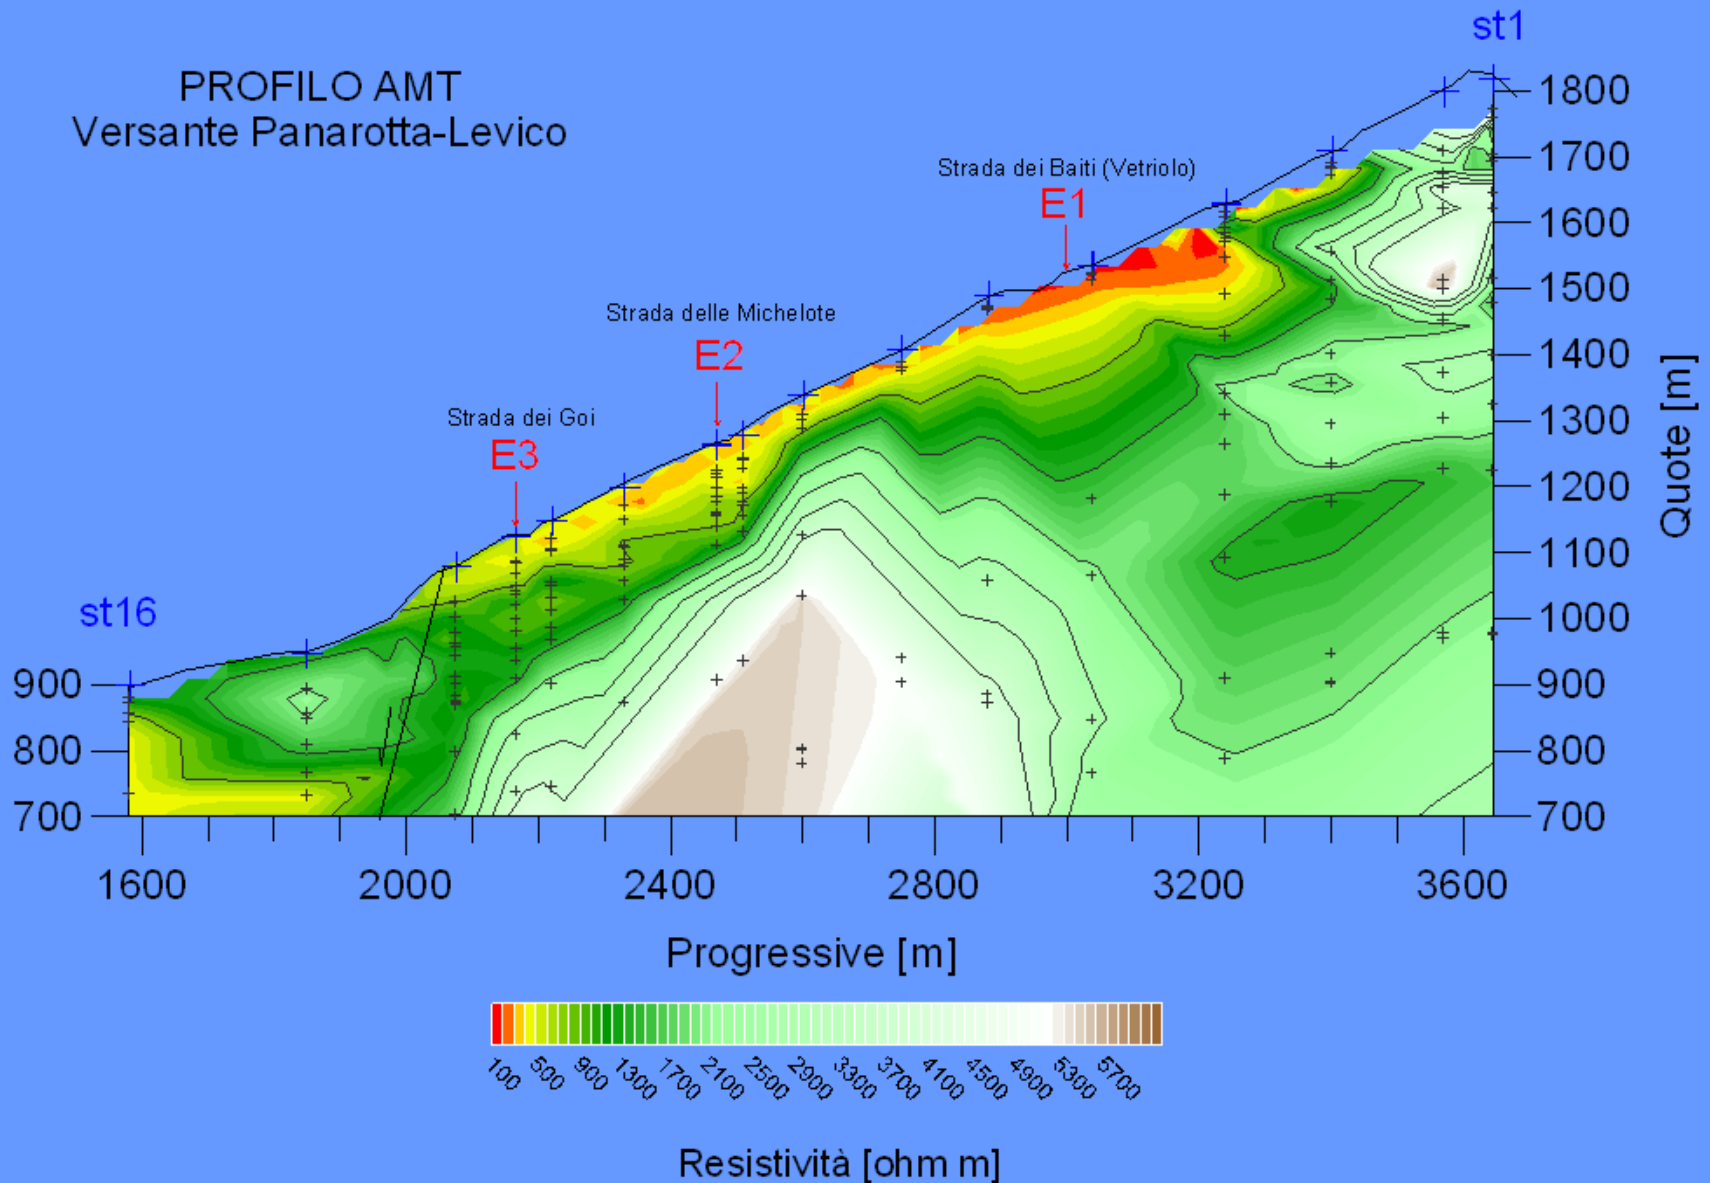 st1
PROFILO AMT
Versante Panarotta-Levico
1800
1700
Strada dei Baiti (Vetriolo)
E1
1600
1500
Strada delle Michelote
E2
1400
Quote [m]
1300
Strada dei Goi
E3
1200
1100
st16
1000
900
900
800
800
700
700
1600
2000
2400
2800
3200
3600
Progressive [m]
100
500
900
1300
1700
2100
2500
2900
3300
3700
4100
4500
4900
5300
5700
Resistività [ohm m]